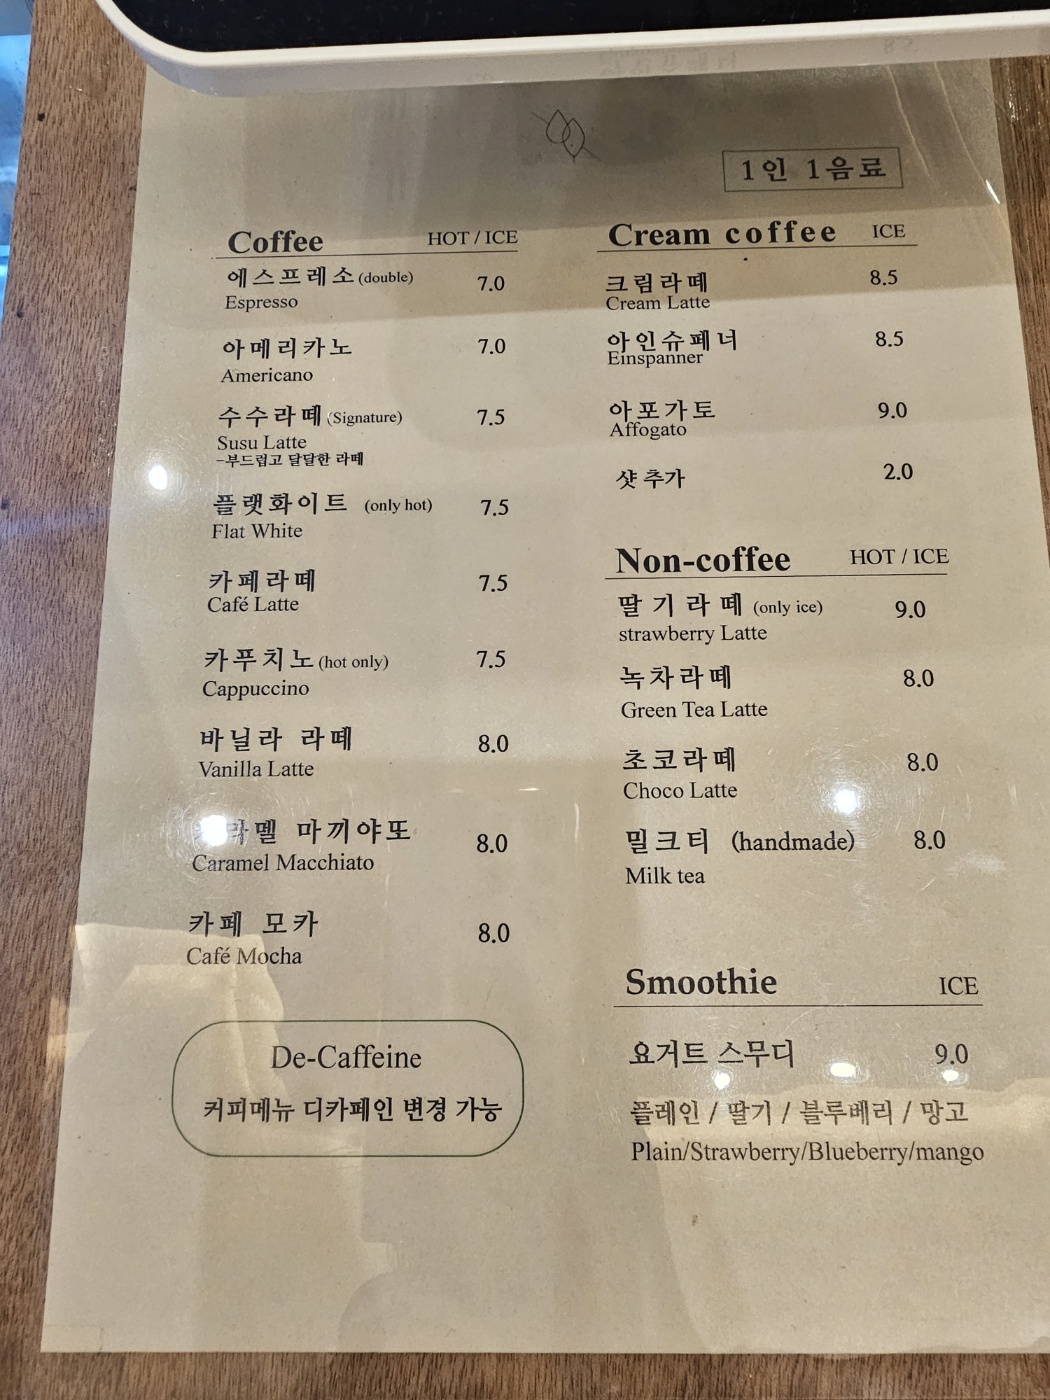 1인 1음료
Coffee HOT / ICE
에스프레소 (double) 7.0
Espresso
아메리카노 7.0
Americano
수수라떼 (Signature) 7.5
Susu Latte
-부드럽고 달달한 라떼
플랫화이트 (only hot) 7.5
Flat White
카페라떼 7.5
Café Latte
카푸치노 (hot only) 7.5
Cappuccino
바닐라 라떼 8.0
Vanilla Latte
마끼야또 8.0
Caramel Macchiato
카페 모카 8.0
Café Mocha
De-Caffeine
커피메뉴 디카페인 변경 가능
Cream coffee ICE
크림라떼 8.5
Cream Latte
아인슈페너 8.5
Einspanner
아포가토 9.0
Affogato
샷 추가 2.0
Non-coffee HOT / ICE
딸기라떼 (only ice) 9.0
strawberry Latte
녹차라떼 8.0
Green Tea Latte
초코라떼 8.0
Choco Latte
밀크티 (handmade) 8.0
Milk tea
Smoothie ICE
요거트 스무디 9.0
플레인 / 딸기 / 블루베리 / 망고
Plain/Strawberry/Blueberry/mango